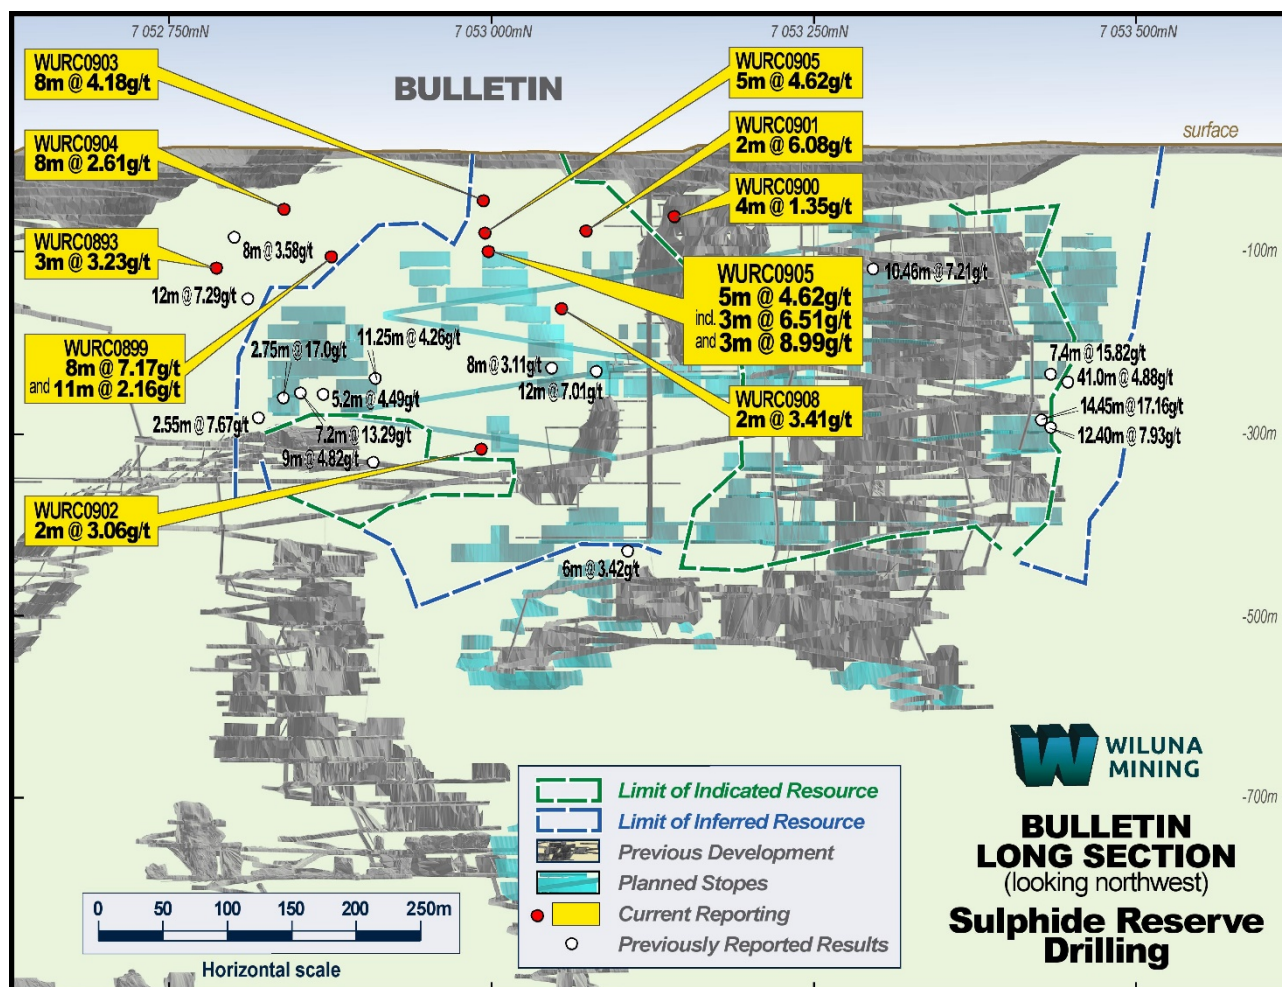 7 052 750mN
7 053 000mN
7 053 250mN
7 053 500mN
BULLETIN
surface
WURC0903
8m @ 4.18g/t
WURC0904
8m @ 2.61g/t
WURC0893
3m @ 3.23g/t
WURC0899
8m @ 7.17g/t
and 11m @ 2.16g/t
WURC0902
2m @ 3.06g/t
WURC0905
5m @ 4.62g/t
WURC0901
2m @ 6.08g/t
WURC0900
4m @ 1.35g/t
WURC0905
5m @ 4.62g/t
incl. 3m @ 6.51g/t
and 3m @ 8.99g/t
WURC0908
2m @ 3.41g/t
8m @ 3.58g/t
12m @ 7.29g/t
2.75m @ 17.0g/t
11.25m @ 4.26g/t
5.2m @ 4.49g/t
2.55m @ 7.67g/t
7.2m @ 13.29g/t
9m @ 4.82g/t
8m @ 3.11g/t
12m @ 7.01g/t
6m @ 3.42g/t
10.46m @ 7.21g/t
7.4m @ 15.82g/t
41.0m @ 4.88g/t
14.45m @ 17.16g/t
12.40m @ 7.93g/t
-100m
-300m
-500m
-700m
WILUNA
MINING
BULLETIN
LONG SECTION
(looking northwest)
Sulphide Reserve
Drilling
Limit of Indicated Resource
Limit of Inferred Resource
Previous Development
Planned Stopes
Current Reporting
Previously Reported Results
0 50 100 150 200 250m
Horizontal scale